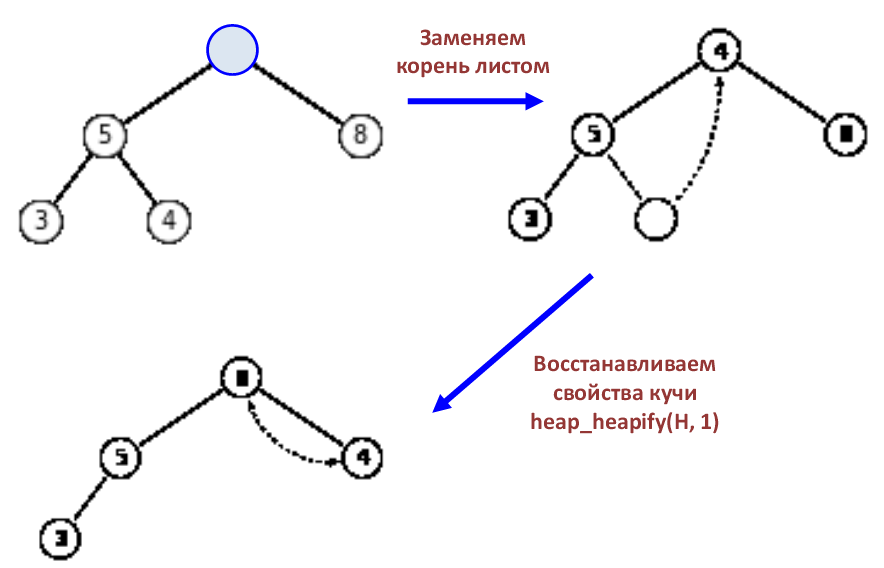 Заменяем
корень листом
4
5
8
5
3
4
3
Восстанавливаем
свойства кучи
heap_heapify(H, 1)
5
4
3